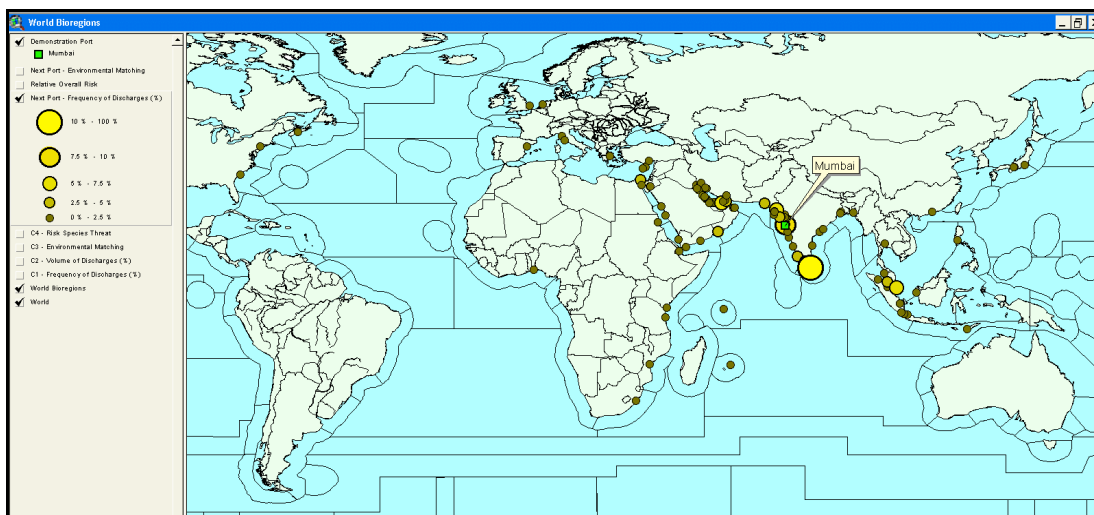 World Bioregions
Demonstration Port
Mumbai
Next Port - Environmental Matching
Relative Overall Risk
Next Port - Frequency of Discharges (%)
10 % - 100 %
7.5 % - 10 %
5 % - 7.5 %
2.5 % - 5 %
0 % - 2.5 %
C4 - Risk Species Threat
C3 - Environmental Matching
C2 - Volume of Discharges (%)
C1 - Frequency of Discharges (%)
World Bioregions
World
Mumbai